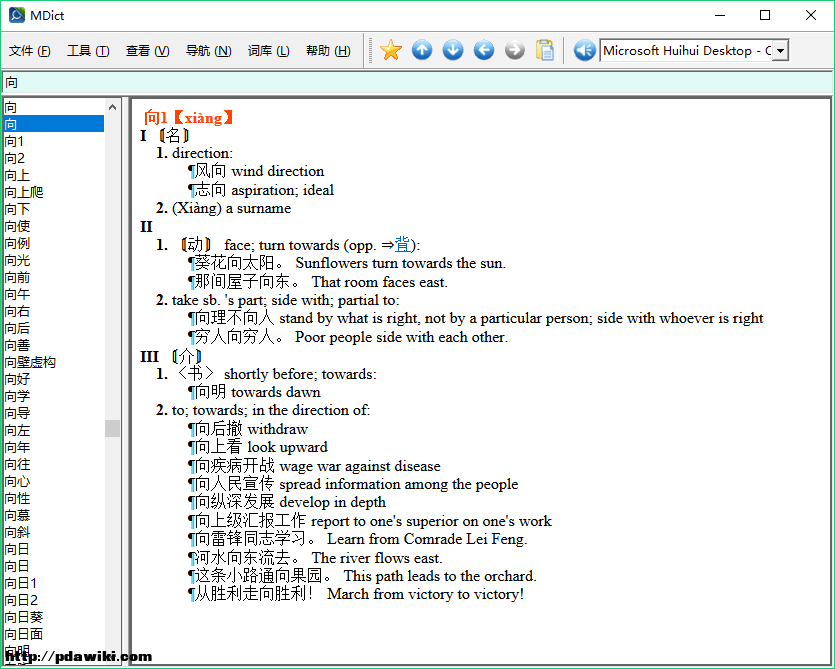 MDict
文件 (F) 工具 (T) 查看 (V) 导航 (N) 词库 (L) 帮助 (H) Microsoft Huihui Desktop - C
向
向
向
向1
向2
向上
向上爬
向下
向使
向例
向光
向前
向午
向右
向后
向善
向壁虚构
向好
向学
向导
向左
向年
向往
向心
向性
向慕
向斜
向日
向日
向日1
向日2
向日葵
向日面
向明
http://pdawiki.com
向1【xiàng】
I 〔名〕
1. direction:
¶风向 wind direction
¶志向 aspiration; ideal
2. (Xiàng) a surname
II
1. 〔动〕 face; turn towards (opp. ⇒背):
¶葵花向太阳。 Sunflowers turn towards the sun.
¶那间屋子向东。 That room faces east.
2. take sb. 's part; side with; partial to:
¶向理不向人 stand by what is right, not by a particular person; side with whoever is right
¶穷人向穷人。 Poor people side with each other.
III 〔介〕
1. 〈书〉 shortly before; towards:
¶向明 towards dawn
2. to; towards; in the direction of:
¶向后撤 withdraw
¶向上看 look upward
¶向疾病开战 wage war against disease
¶向人民宣传 spread information among the people
¶向纵深发展 develop in depth
¶向上级汇报工作 report to one's superior on one's work
¶向雷锋同志学习。 Learn from Comrade Lei Feng.
¶河水向东流去。 The river flows east.
¶这条小路通向果园。 This path leads to the orchard.
¶从胜利走向胜利！ March from victory to victory!